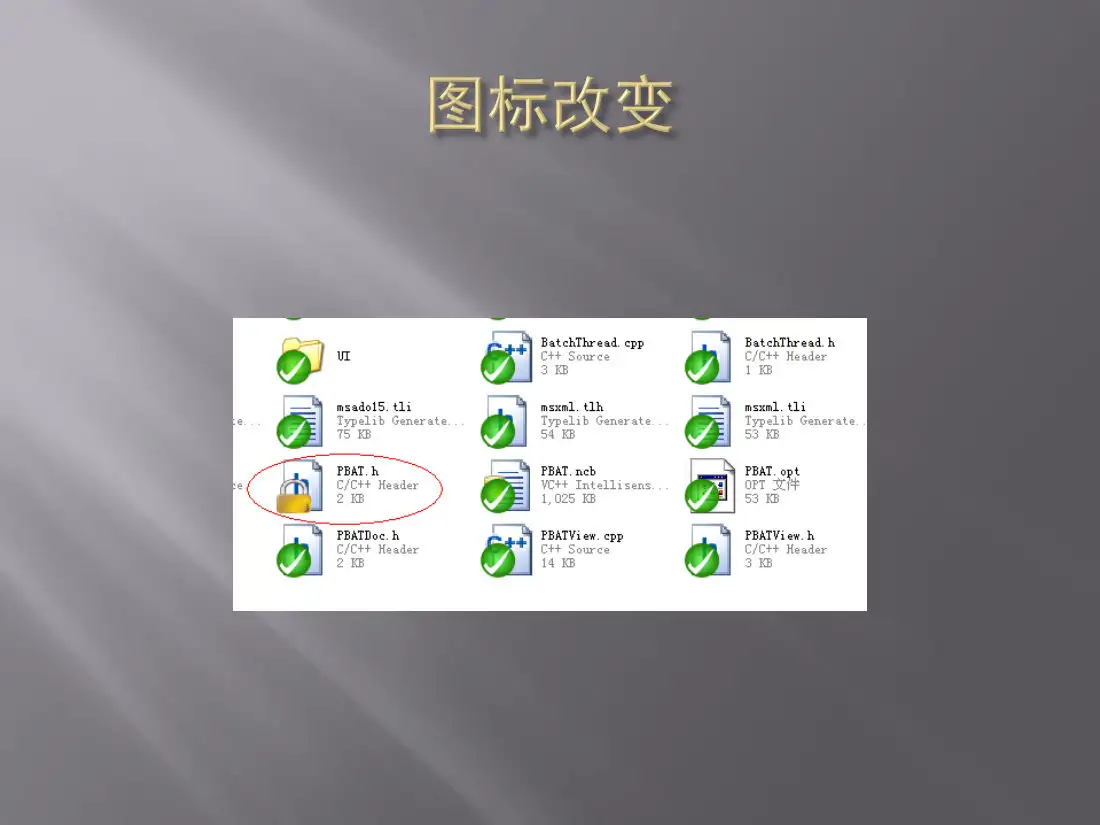 图标改变
UI
BatchThread.cpp
C++ Source
3 KB
BatchThread.h
C/C++ Header
1 KB
te...
msado15.tli
Typelib Generate...
75 KB
msxml.tlh
Typelib Generate...
54 KB
msxml.tli
Typelib Generate..
53 KB
ce
PBAT.h
C/C++ Header
2 KB
PBAT.ncb
VC++ Intellisens...
1,025 KB
PBAT.opt
OPT 文件
53 KB
PBATDoc.h
C/C++ Header
2 KB
PBATView.cpp
C++ Source
14 KB
PBATView.h
C/C++ Header
3 KB